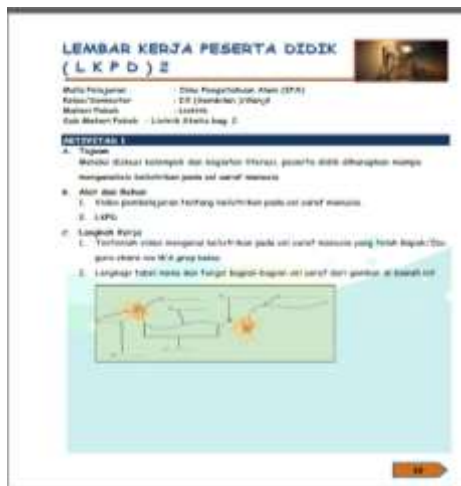 LEMBAR KERJA PESERTA DIDIK
( L K P D ) 2
Mata Pelajaran : Ilmu Pengetahuan Alam (IPA)
Kelas/Semester : IX (Sembilan)/Ganjil
Materi Pokok : Listrik
Sub Materi Pokok : Listrik Statis bag. 2
AKTIVITAS 1
A. Tujuan
Melalui diskusi kelompok dan kegiatan literasi, peserta didik diharapkan mampu
menganalisis kelistrikan pada sel saraf manusia
B. Alat dan Bahan
1. Video pembelajaran tentang kelistrikan pada sel saraf manusia
2. LKPD
C. Langkah Kerja
1. Tontonlah video mengenai kelistrikan pada sel saraf manusia yang telah Bapak/Ibu
guru share via WA grup kelas
2. Lengkapi tabel nama dan fungsi bagian-bagian sel saraf dari gambar di bawah ini!